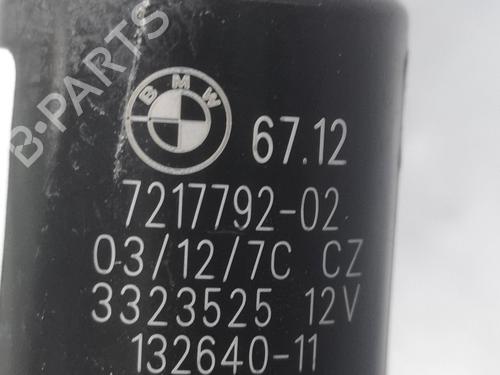 B-PARTS
BMW
67.12
7217792-02
03/12/7C CZ
3323525 12V
132640-11